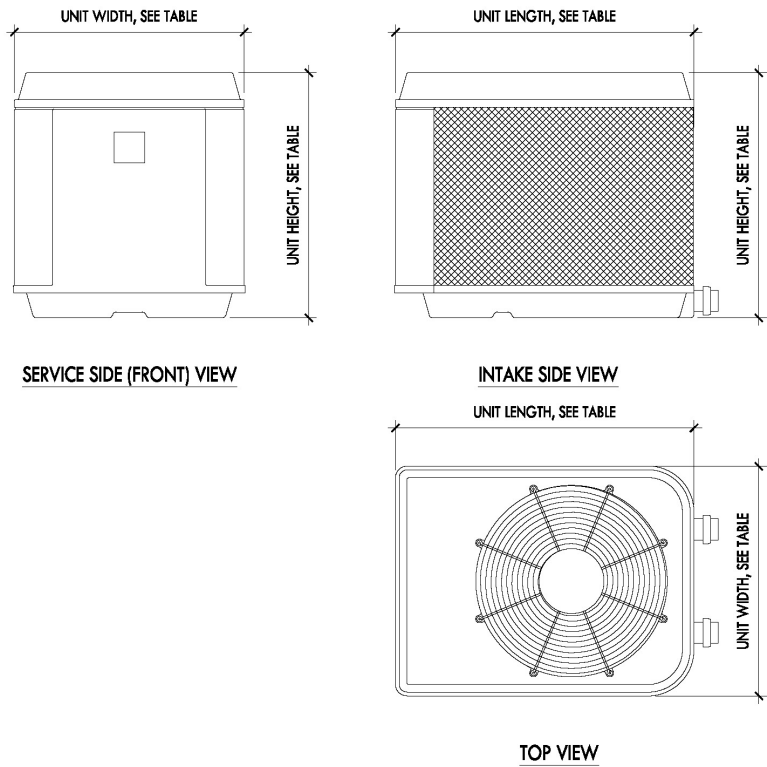 UNIT WIDTH, SEE TABLE
UNIT LENGTH, SEE TABLE
UNIT HEIGHT, SEE TABLE
UNIT HEIGHT, SEE TABLE
SERVICE SIDE (FRONT) VIEW
INTAKE SIDE VIEW
UNIT LENGTH, SEE TABLE
UNIT WIDTH, SEE TABLE
TOP VIEW